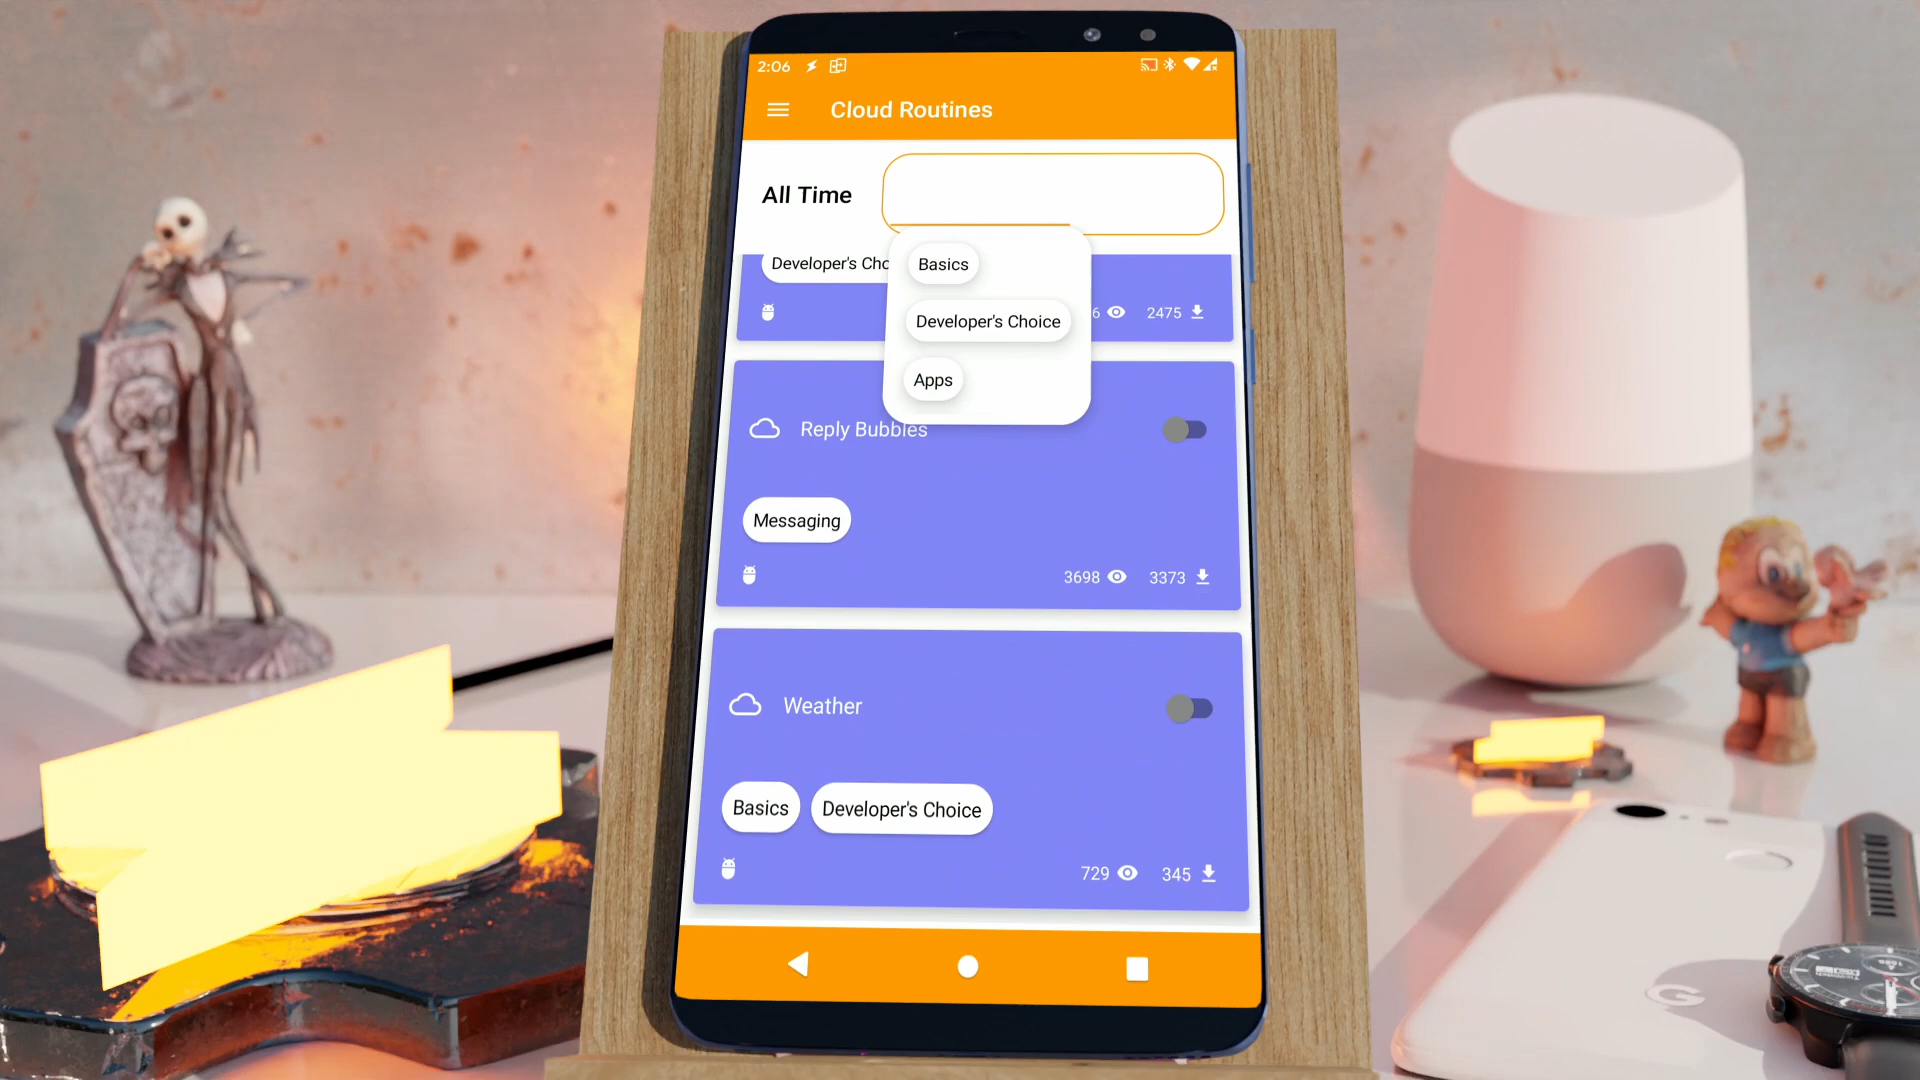 2:06
Cloud Routines
All Time
Developer's Cho
Basics
Developer's Choice
Apps
6 2475
Reply Bubbles
Messaging
3698 3373
Weather
Basics Developer's Choice
729 345
G